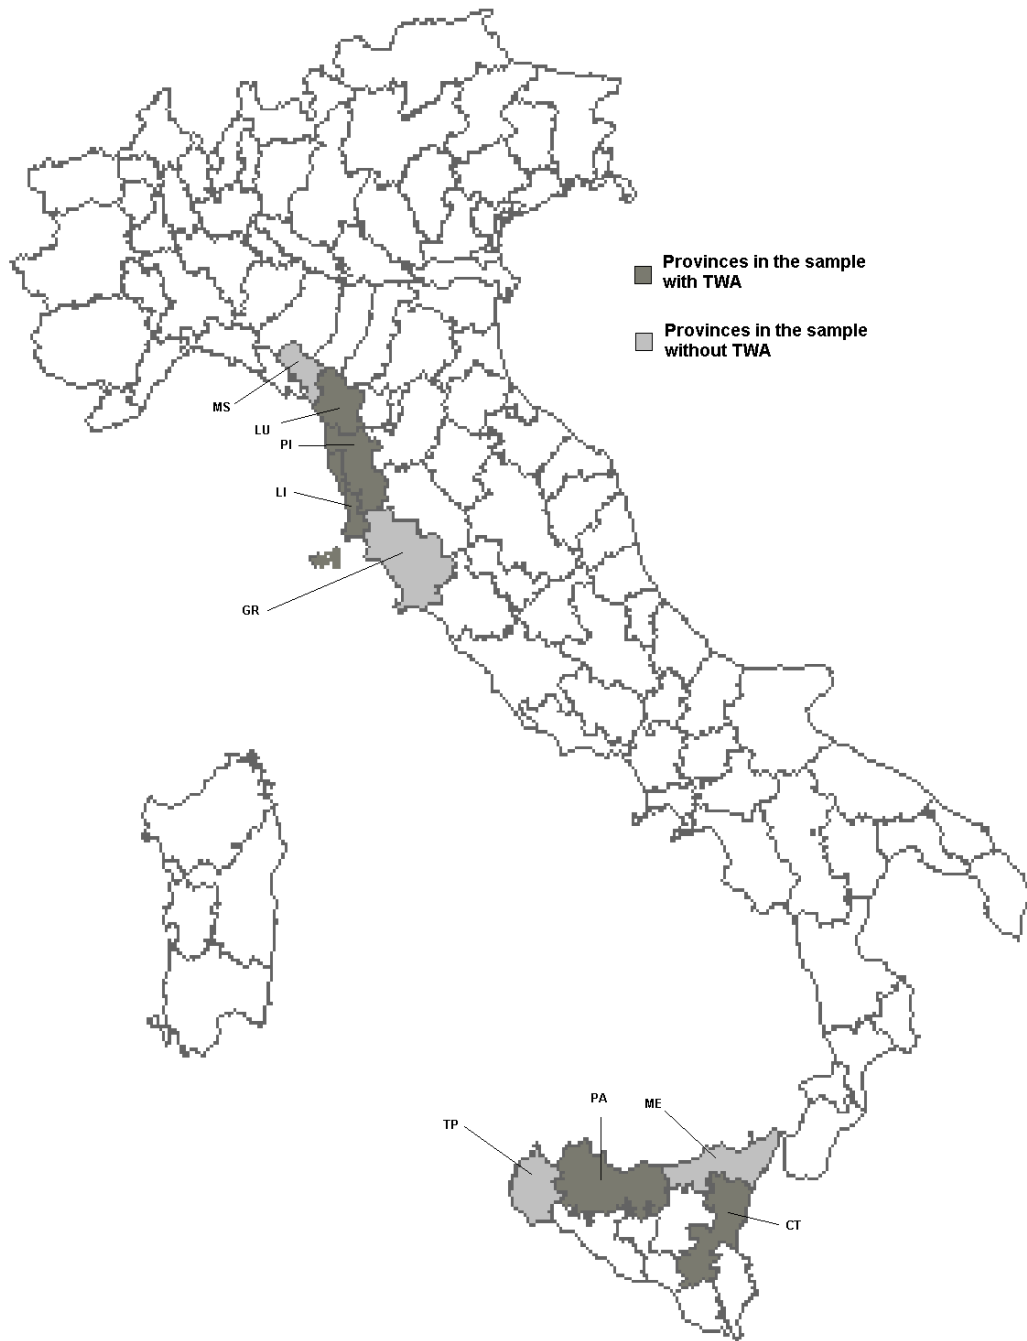 Provinces in the sample
with TWA
Provinces in the sample
without TWA
MS
LU
PI
LI
GR
PA
ME
TP
CT